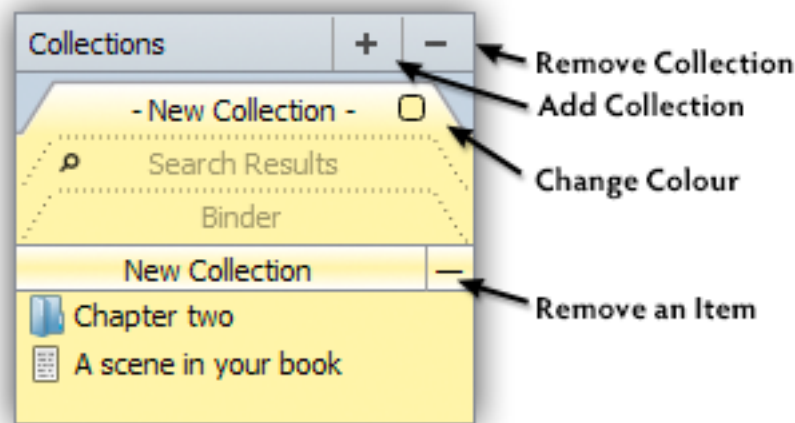 Collections + −
Remove Collection
Add Collection
- New Collection -
Change Colour
Search Results
Binder
New Collection —
Remove an Item
Chapter two
A scene in your book